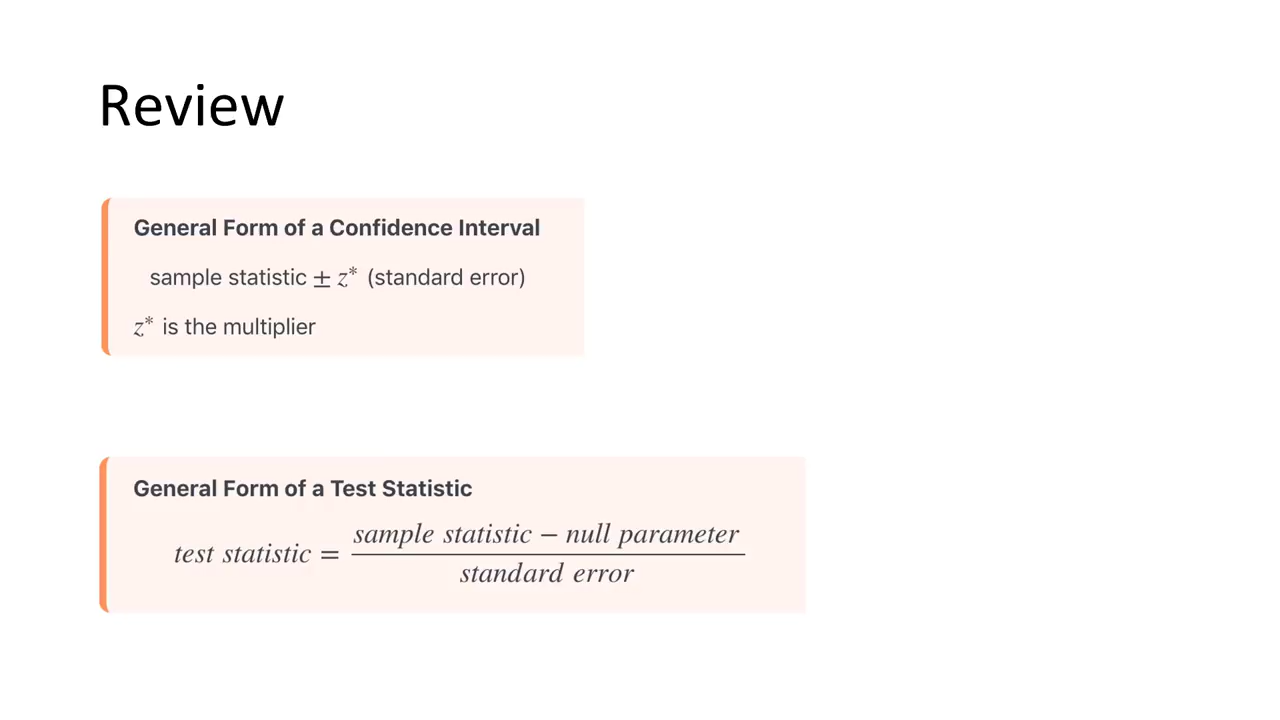 Review
General Form of a Confidence Interval
sample statistic ± z* (standard error)
z* is the multiplier
General Form of a Test Statistic
test statistic = (sample statistic − null parameter) / (standard error)